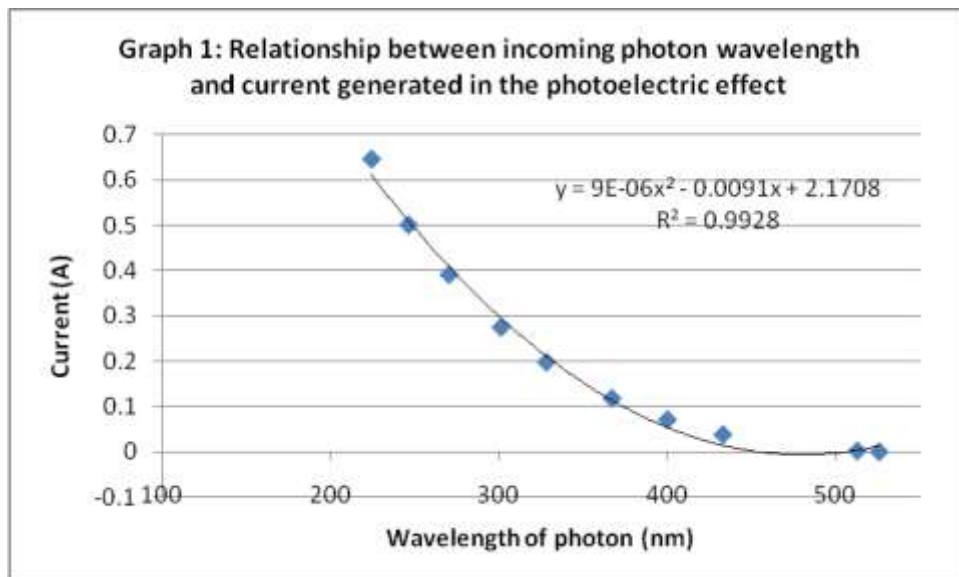 Graph 1: Relationship between incoming photon wavelength
and current generated in the photoelectric effect
0.7
0.6
0.5
0.4
0.3
0.2
0.1
0
-0.1
y = 9E-06x² - 0.0091x + 2.1708
R² = 0.9928
100 200 300 400 500
Current (A)
Wavelength of photon (nm)